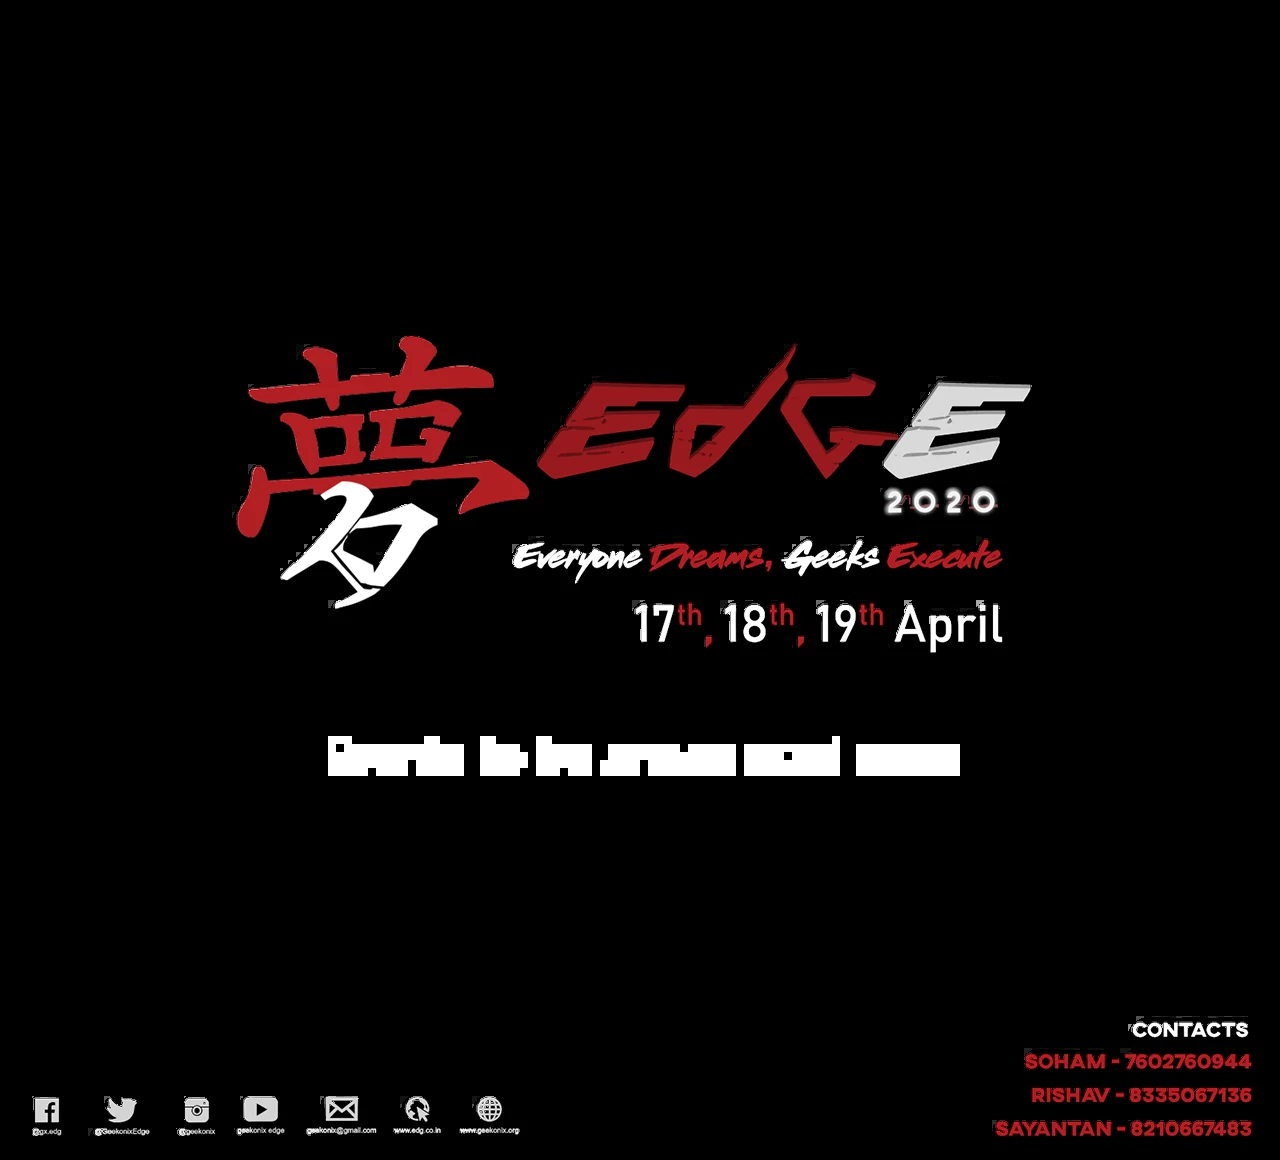 夢 EdGE
2020
Everyone Dreams, Geeks Execute
17th, 18th, 19th April
CONTACTS
SOHAM - 7602760944
RISHAV - 8335067136
SAYANTAN - 8210667483
@gx.edg @GeekonixEdge @geekonix geekonix edge geekonix@gmail.com www.edg.co.in www.geekonix.org